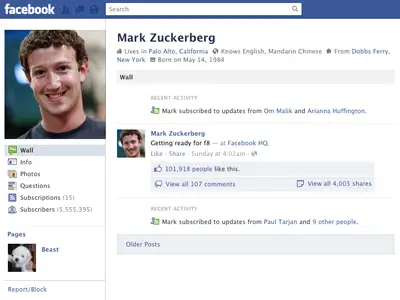 facebook
Search
Mark Zuckerberg
Lives in Palo Alto, California Knows English, Mandarin Chinese From Dobbs Ferry,
New York Born on May 14, 1984
Wall
RECENT ACTIVITY
Mark subscribed to updates from Om Malik and Arianna Huffington.
Mark Zuckerberg
Getting ready for f8 — at Facebook HQ.
Like · Share · Sunday at 4:02am ·
101,918 people like this.
View all 107 comments
View all 4,003 shares
RECENT ACTIVITY
Mark subscribed to updates from Paul Tarjan and 9 other people.
Older Posts
Wall
Info
Photos
Questions
Subscriptions (15)
Subscribers (5,555,395)
Pages
Beast
Report/Block